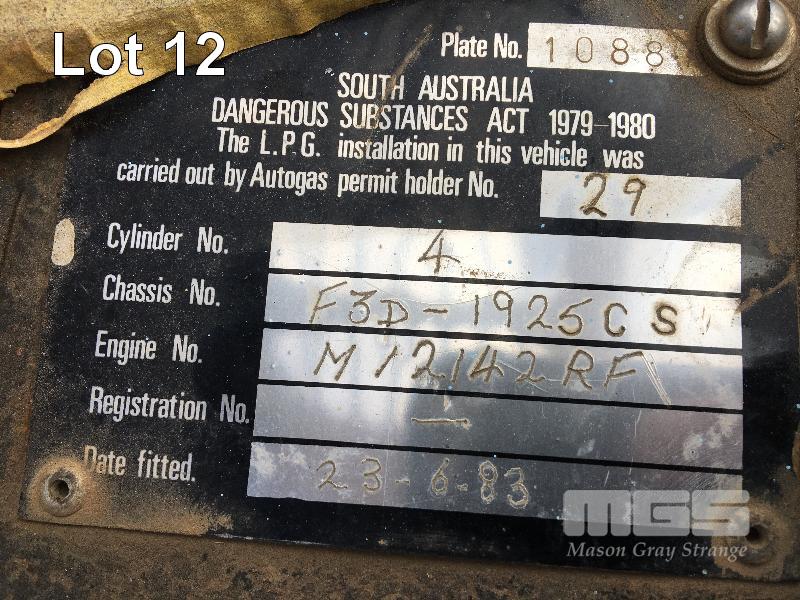 Lot 12
Plate No. 1088
SOUTH AUSTRALIA
DANGEROUS SUBSTANCES ACT 1979-1980
The L.P.G. installation in this vehicle was
carried out by Autogas permit holder No. 29
Cylinder No. 4
Chassis No. F3D-1925CS
Engine No. M12142RF
Registration No. —
Date fitted. 23-6-83
MGS
Mason Gray Strange